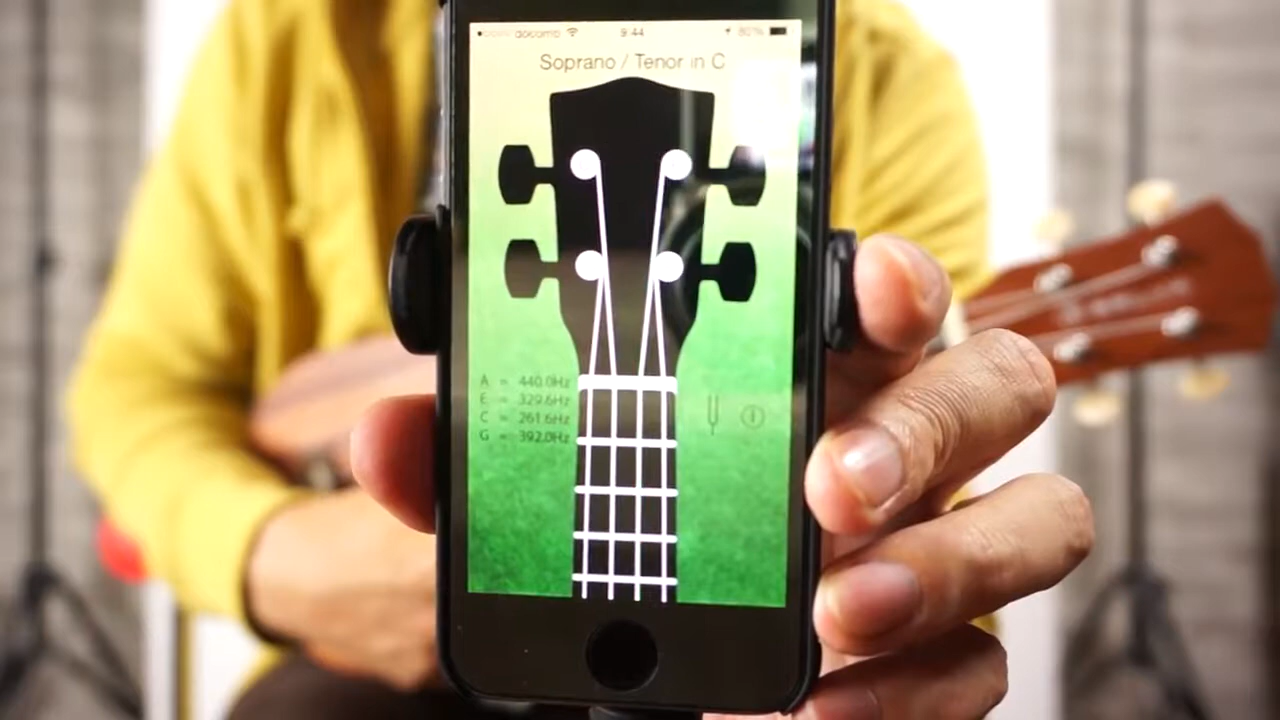 docomo 9:44 80%
Soprano / Tenor in C
A = 440.0Hz
E = 329.6Hz
C = 261.6Hz
G = 392.0Hz